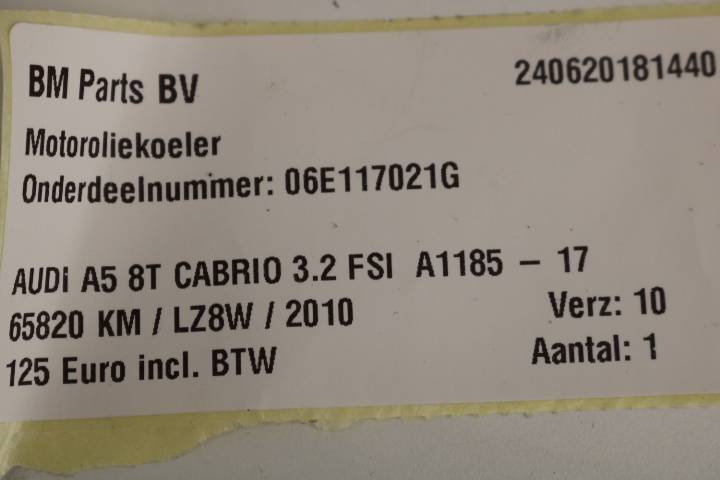 BM Parts BV 240620181440
Motoroliekoeler
Onderdeelnummer: 06E117021G
AUDi A5 8T CABRIO 3.2 FSI A1185 - 17
65820 KM / LZ8W / 2010 Verz: 10
125 Euro incl. BTW Aantal: 1